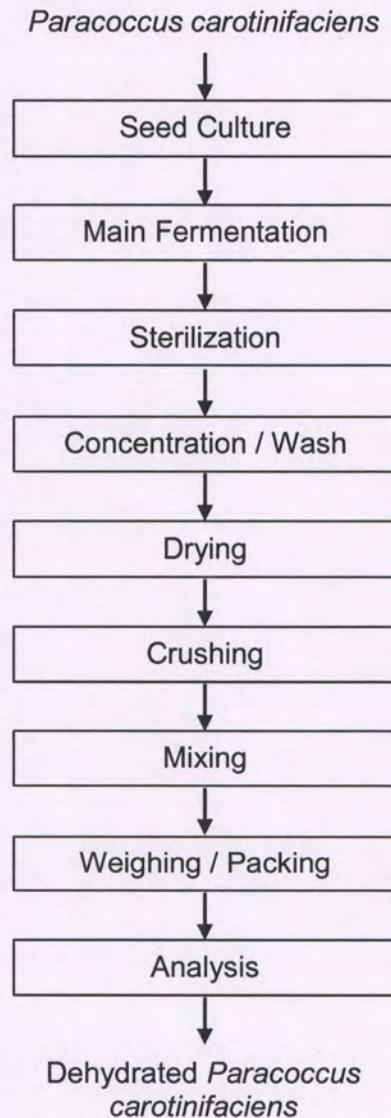 Paracoccus carotinifaciens
Seed Culture
Main Fermentation
Sterilization
Concentration / Wash
Drying
Crushing
Mixing
Weighing / Packing
Analysis
Dehydrated Paracoccus
carotinifaciens